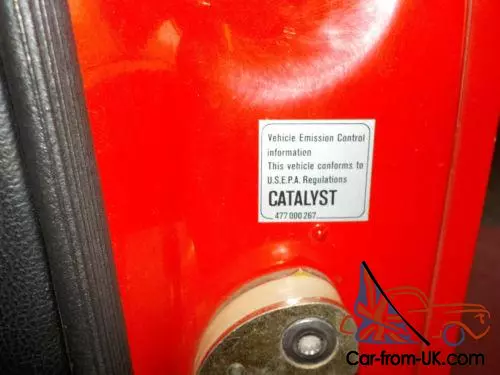 Vehicle Emission Control
information
This vehicle conforms to
U.S.E.P.A. Regulations
CATALYST
477 000 267
Car-from-UK.com